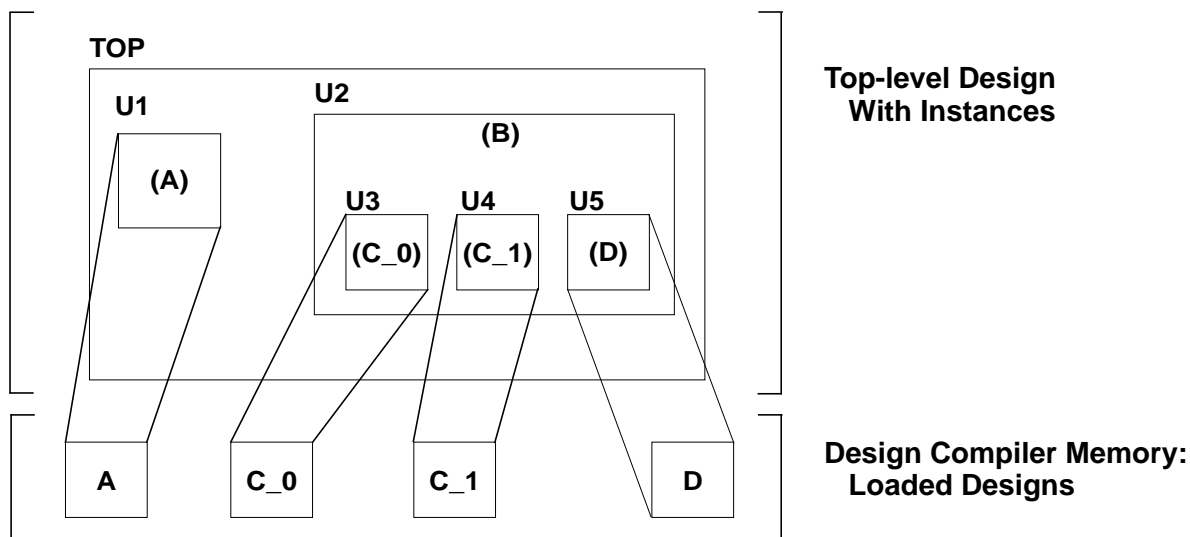 TOP
U1
U2
(A)
(B)
U3
U4
U5
(C_0)
(C_1)
(D)
Top-level Design
With Instances
A
C_0
C_1
D
Design Compiler Memory:
Loaded Designs